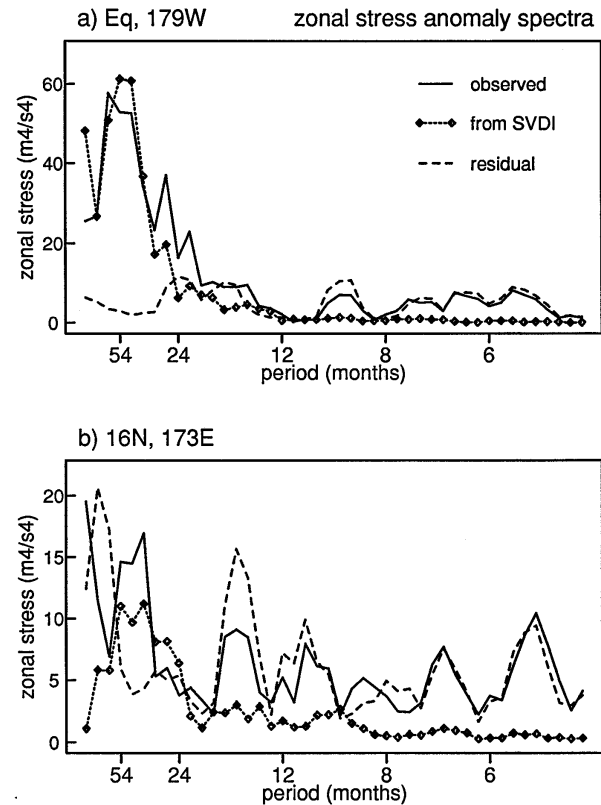 a) Eq, 179W zonal stress anomaly spectra
60
40
20
0
zonal stress (m4/s4)
observed
from SVDI
residual
54 24 12 8 6
period (months)
b) 16N, 173E
20
15
10
5
0
zonal stress (m4/s4)
54 24 12 8 6
period (months)